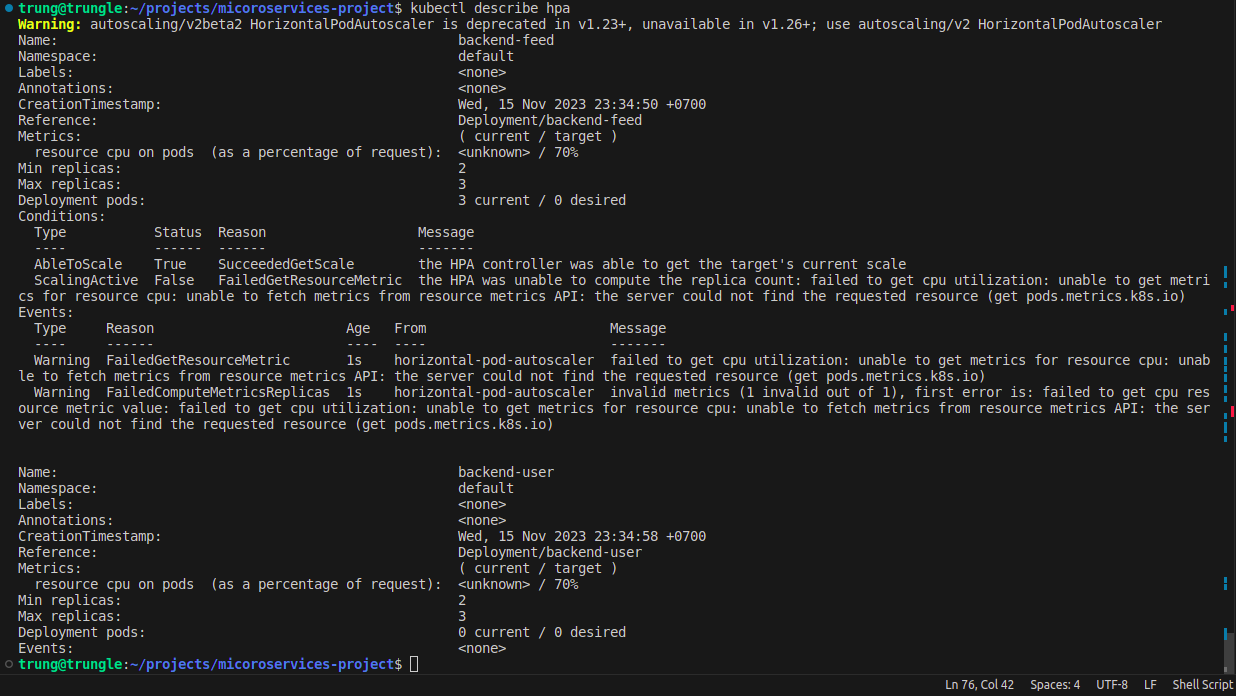 trung@trungle:~/projects/micoroservices-project$ kubectl describe hpa
Warning: autoscaling/v2beta2 HorizontalPodAutoscaler is deprecated in v1.23+, unavailable in v1.26+; use autoscaling/v2 HorizontalPodAutoscaler
Name:                                                  backend-feed
Namespace:                                             default
Labels:                                                <none>
Annotations:                                           <none>
CreationTimestamp:                                     Wed, 15 Nov 2023 23:34:50 +0700
Reference:                                             Deployment/backend-feed
Metrics:                                               ( current / target )
  resource cpu on pods  (as a percentage of request):  <unknown> / 70%
Min replicas:                                          2
Max replicas:                                          3
Deployment pods:                                       3 current / 0 desired
Conditions:
  Type           Status  Reason                   Message
  ----           ------  ------                   -------
  AbleToScale    True    SucceededGetScale        the HPA controller was able to get the target's current scale
  ScalingActive  False   FailedGetResourceMetric  the HPA was unable to compute the replica count: failed to get cpu utilization: unable to get metri
cs for resource cpu: unable to fetch metrics from resource metrics API: the server could not find the requested resource (get pods.metrics.k8s.io)
Events:
  Type     Reason                        Age   From                       Message
  ----     ------                        ----  ----                       -------
  Warning  FailedGetResourceMetric       1s    horizontal-pod-autoscaler  failed to get cpu utilization: unable to get metrics for resource cpu: unab
le to fetch metrics from resource metrics API: the server could not find the requested resource (get pods.metrics.k8s.io)
  Warning  FailedComputeMetricsReplicas  1s    horizontal-pod-autoscaler  invalid metrics (1 invalid out of 1), first error is: failed to get cpu res
ource metric value: failed to get cpu utilization: unable to get metrics for resource cpu: unable to fetch metrics from resource metrics API: the ser
ver could not find the requested resource (get pods.metrics.k8s.io)
Name:                                                  backend-user
Namespace:                                             default
Labels:                                                <none>
Annotations:                                           <none>
CreationTimestamp:                                     Wed, 15 Nov 2023 23:34:58 +0700
Reference:                                             Deployment/backend-user
Metrics:                                               ( current / target )
  resource cpu on pods  (as a percentage of request):  <unknown> / 70%
Min replicas:                                          2
Max replicas:                                          3
Deployment pods:                                       0 current / 0 desired
Events:                                                <none>
trung@trungle:~/projects/micoroservices-project$
Ln 76, Col 42  Spaces: 4  UTF-8  LF  Shell Script